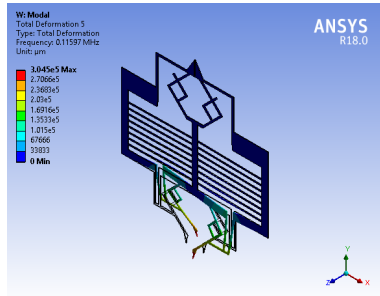 W: Modal
Total Deformation 5
Type: Total Deformation
Frequency: 0.11597 MHz
Unit: µm
3.045e5 Max
2.7066e5
2.3683e5
2.03e5
1.6916e5
1.3533e5
1.015e5
67666
33833
0 Min
ANSYS
R18.0
Y
Z
X